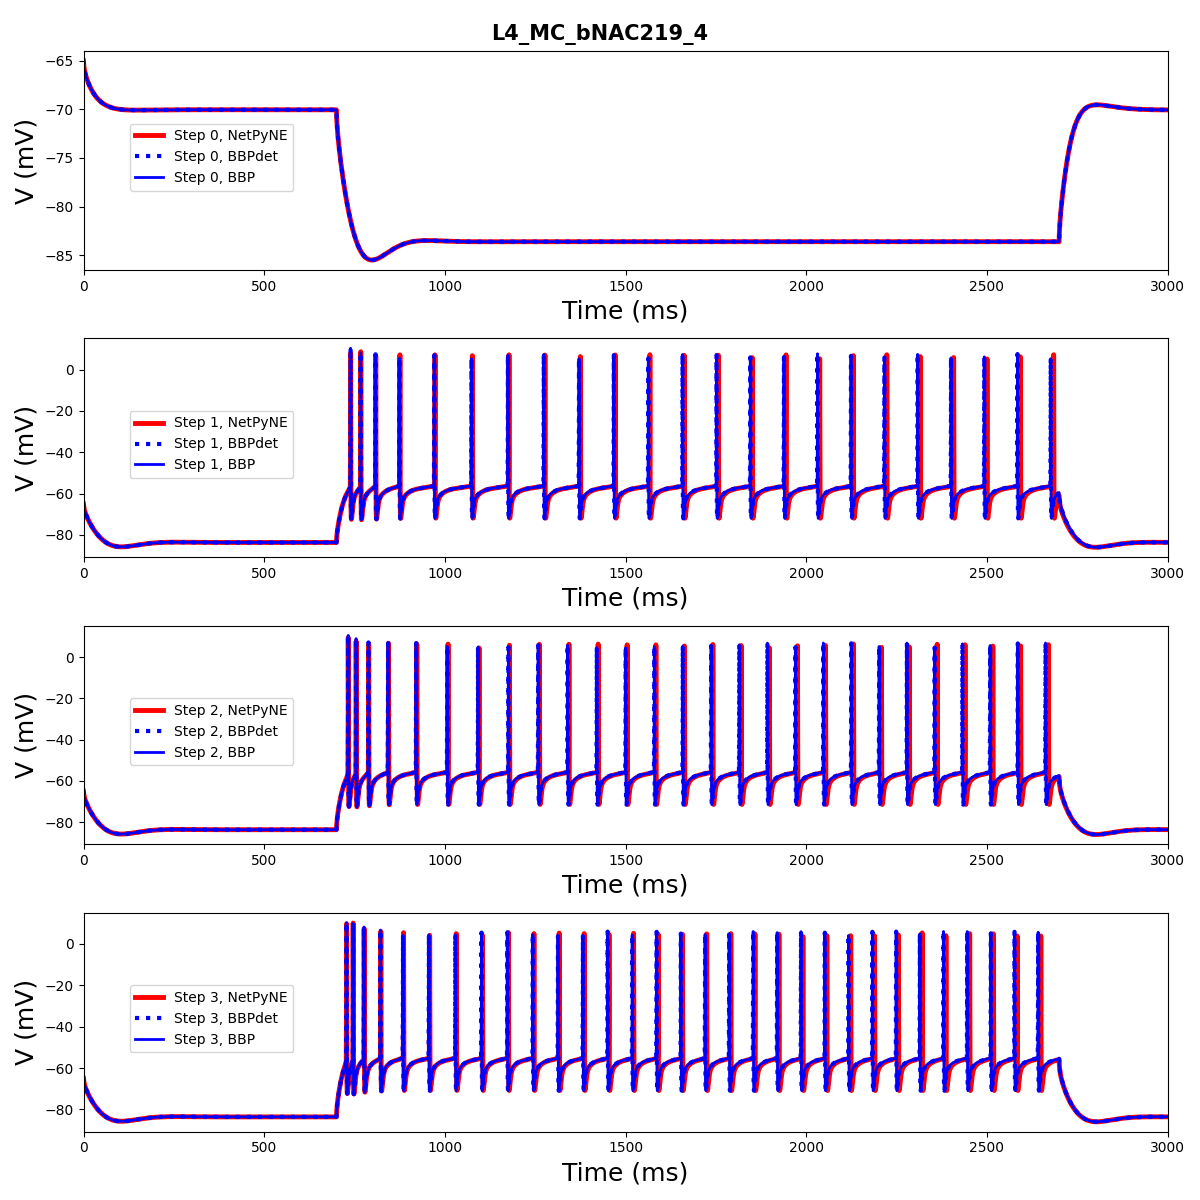 L4_MC_bNAC219_4
−65
−70
−75
−80
−85
V (mV)
Step 0, NetPyNE
Step 0, BBPdet
Step 0, BBP
0 500 1000 1500 2000 2500 3000
Time (ms)
0
−20
−40
−60
−80
V (mV)
Step 1, NetPyNE
Step 1, BBPdet
Step 1, BBP
0 500 1000 1500 2000 2500 3000
Time (ms)
0
−20
−40
−60
−80
V (mV)
Step 2, NetPyNE
Step 2, BBPdet
Step 2, BBP
0 500 1000 1500 2000 2500 3000
Time (ms)
0
−20
−40
−60
−80
V (mV)
Step 3, NetPyNE
Step 3, BBPdet
Step 3, BBP
0 500 1000 1500 2000 2500 3000
Time (ms)